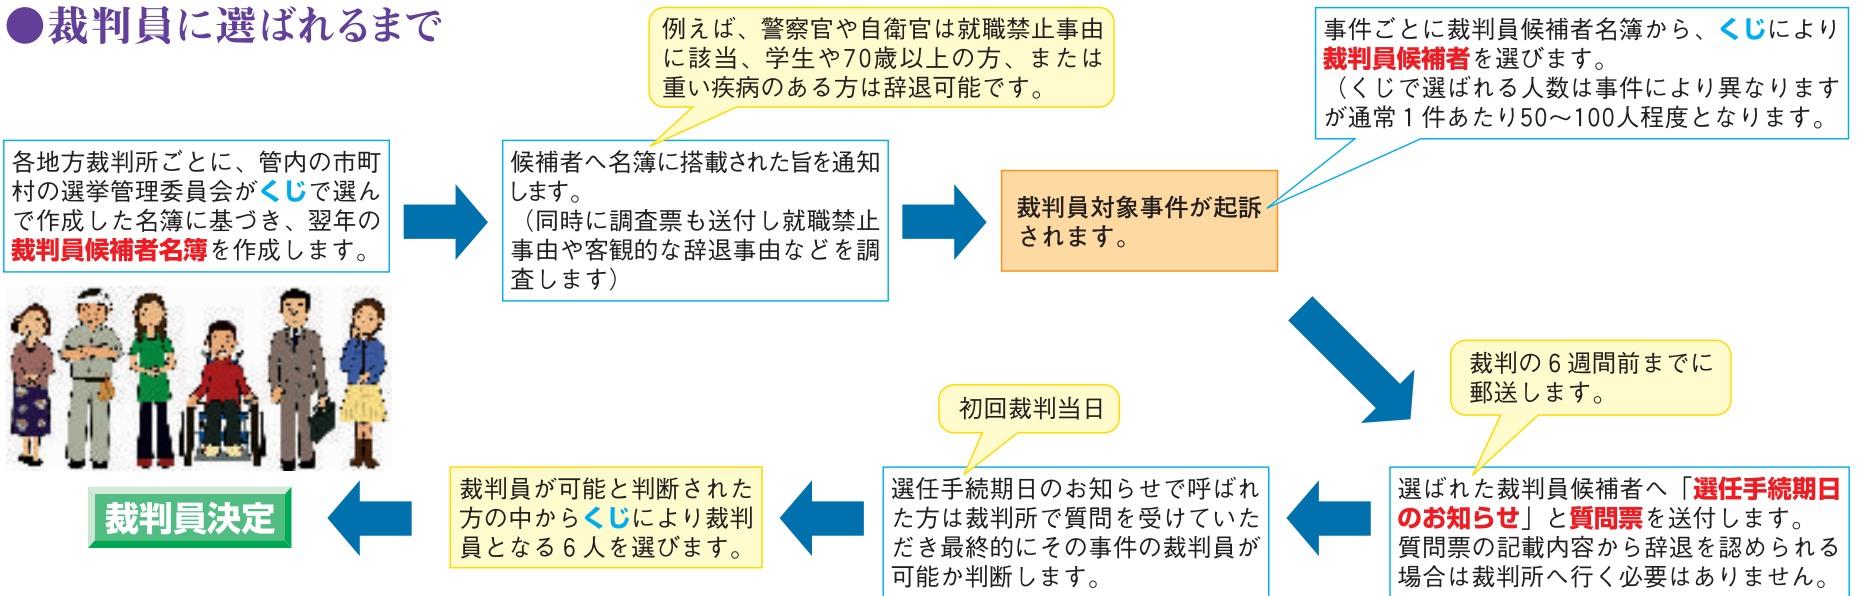 ●裁判員に選ばれるまで
各地方裁判所ごとに、管内の市町
村の選挙管理委員会がくじで選ん
で作成した名簿に基づき、翌年の
裁判員候補者名簿を作成します。
例えば、警察官や自衛官は就職禁止事由
に該当、学生や70歳以上の方、または
重い疾病のある方は辞退可能です。
候補者へ名簿に搭載された旨を通知
します。
（同時に調査票も送付し就職禁止
事由や客観的な辞退事由などを調
査します）
裁判員対象事件が起訴
されます。
事件ごとに裁判員候補者名簿から、くじにより
裁判員候補者を選びます。
（くじで選ばれる人数は事件により異なります
が通常１件あたり50〜100人程度となります。
裁判の６週間前までに
郵送します。
選ばれた裁判員候補者へ「選任手続期日
のお知らせ」と質問票を送付します。
質問票の記載内容から辞退を認められる
場合は裁判所へ行く必要はありません。
初回裁判当日
選任手続期日のお知らせで呼ばれ
た方は裁判所で質問を受けていた
だき最終的にその事件の裁判員が
可能か判断します。
裁判員が可能と判断された
方の中からくじにより裁判
員となる６人を選びます。
裁判員決定